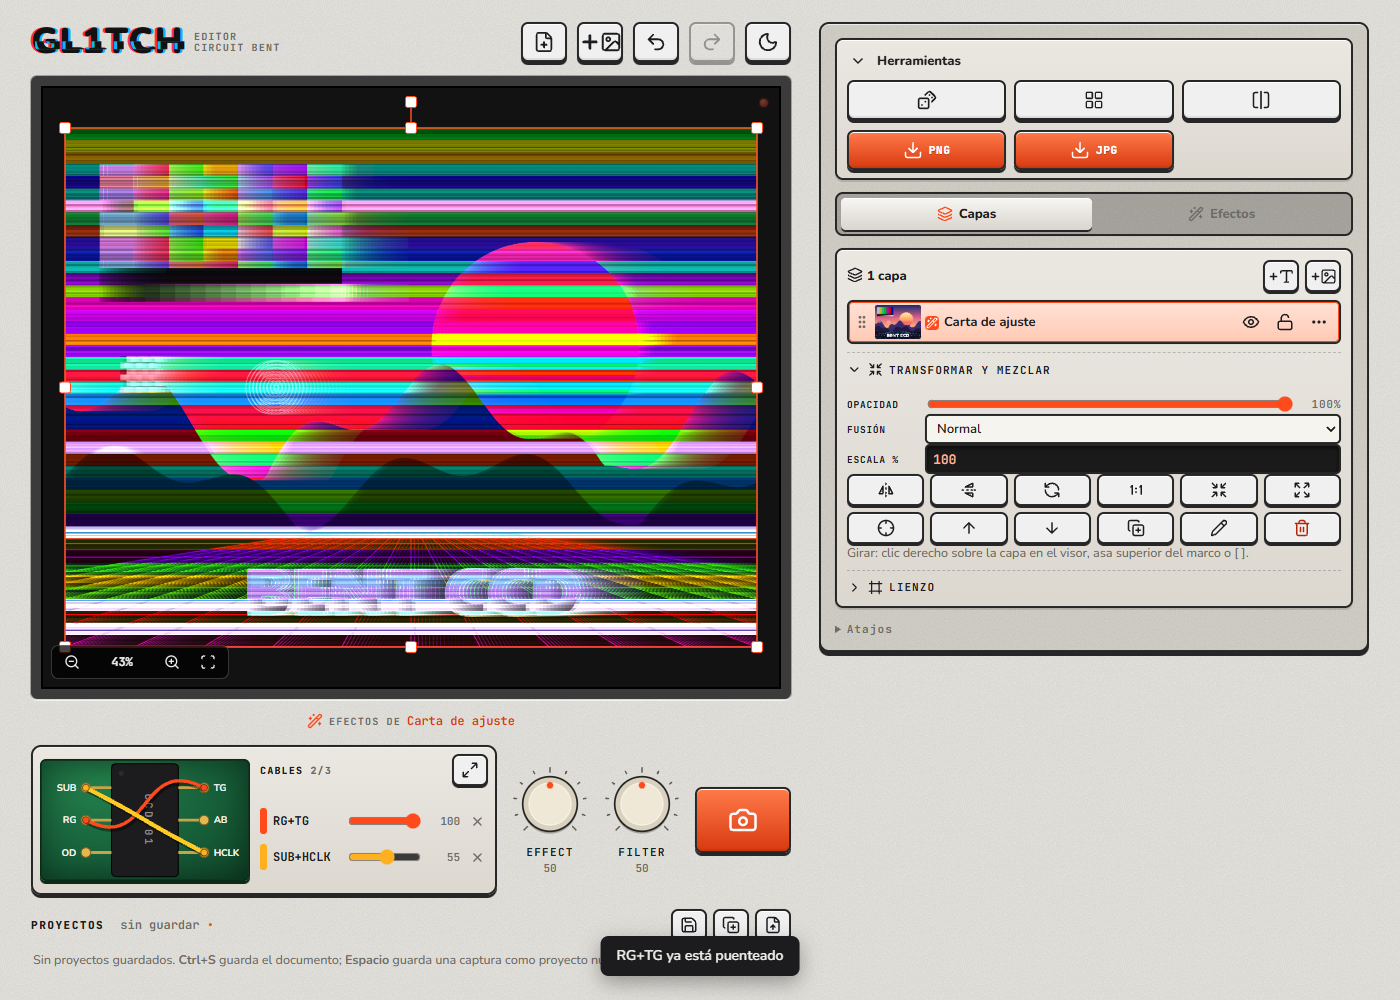 GL1TCH
EDITOR
CIRCUIT BENT
43%
EFECTOS DE Carta de ajuste
SUB
RG
OD
TG
AB
HCLK
CABLES 2/3
RG+TG 100
SUB+HCLK 55
EFFECT
50
FILTER
50
PROYECTOS sin guardar
Sin proyectos guardados. Ctrl+S guarda el documento; Espacio guarda una captura como proyecto
RG+TG ya está puenteado
Herramientas
PNG
JPG
Capas
Efectos
1 capa
+T
Carta de ajuste
TRANSFORMAR Y MEZCLAR
OPACIDAD 100%
FUSIÓN Normal
ESCALA % 100
1:1
Girar: clic derecho sobre la capa en el visor, asa superior del marco o [ ].
LIENZO
Atajos